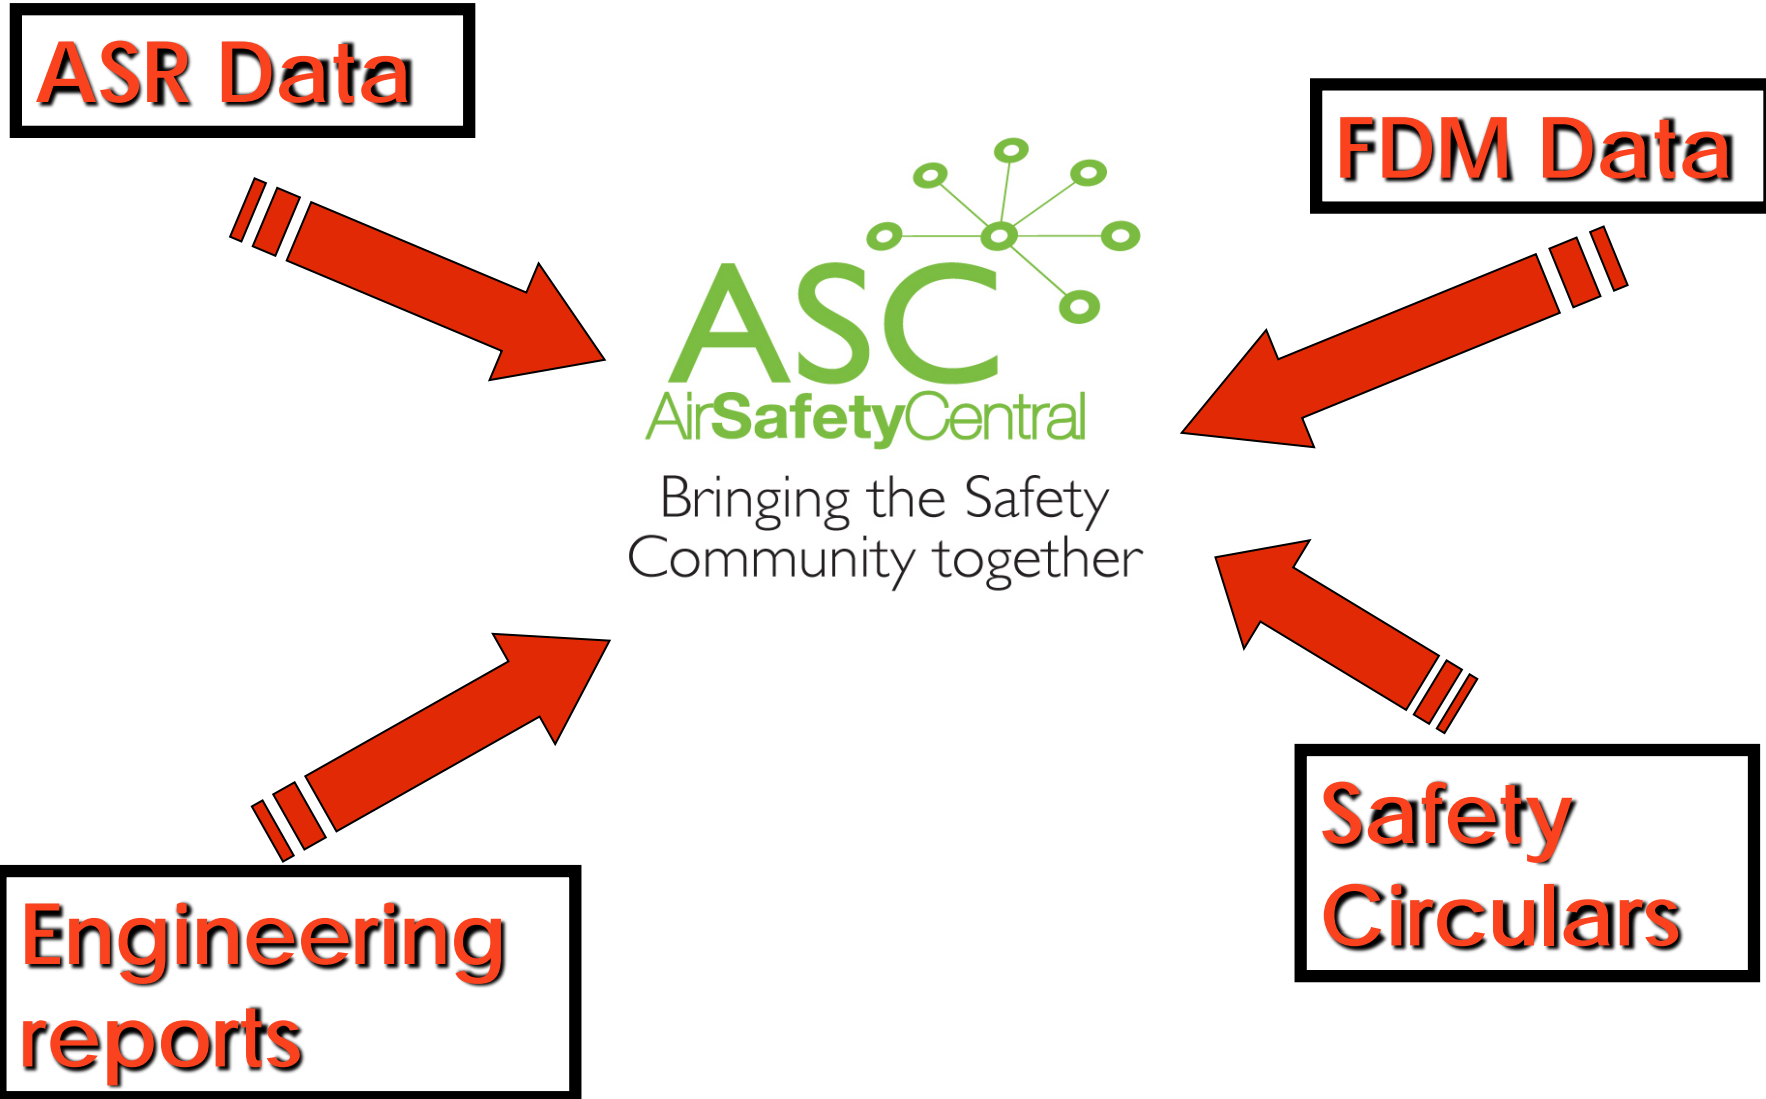 ASR Data
FDM Data
ASC
AirSafetyCentral
Bringing the Safety
Community together
Safety
Circulars
Engineering
reports